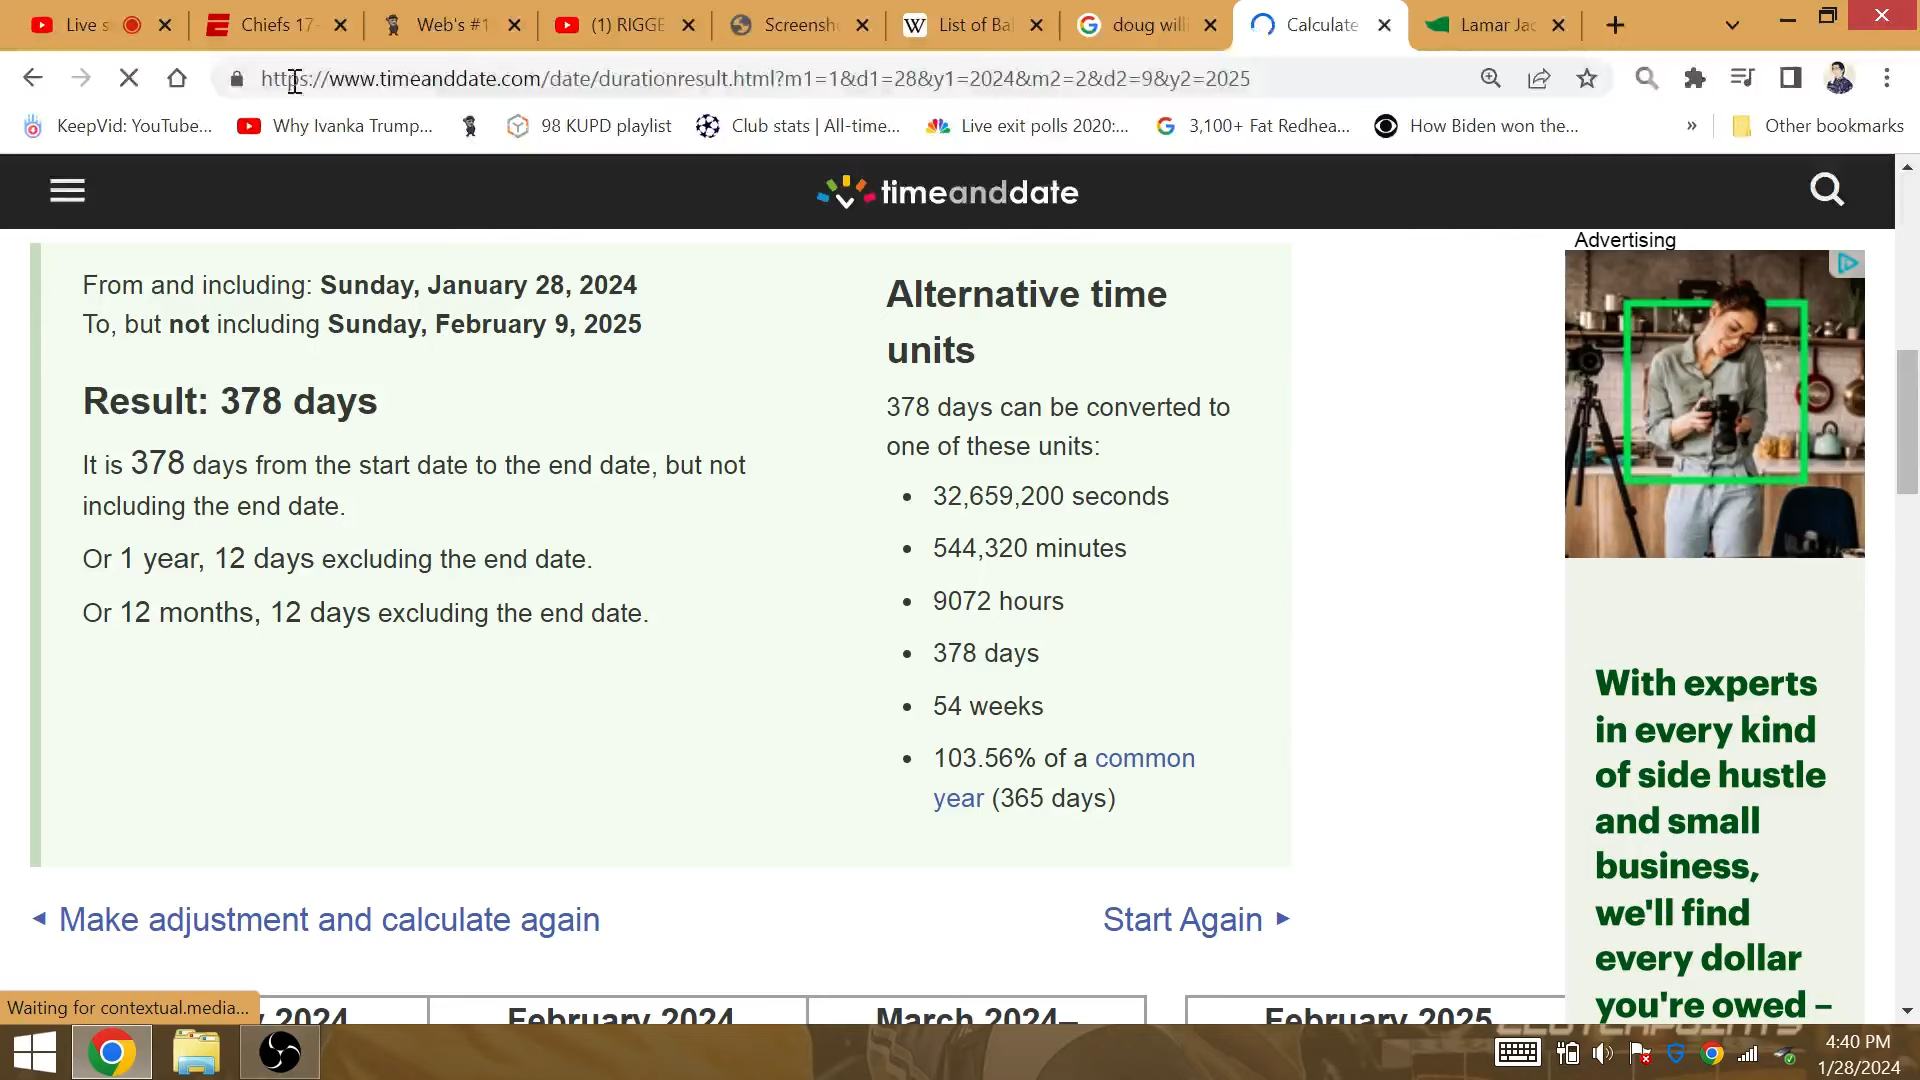 Live s
Chiefs 17-
Web's #1
(1) RIGGE
Screensh
List of Ba
doug willi
Calculate
Lamar Jac
https://www.timeanddate.com/date/durationresult.html?m1=1&d1=28&y1=2024&m2=2&d2=9&y2=2025
KeepVid: YouTube...
Why Ivanka Trump...
98 KUPD playlist
Club stats | All-time...
Live exit polls 2020:...
3,100+ Fat Redhea...
How Biden won the...
»
Other bookmarks
timeanddate
Advertising
From and including: Sunday, January 28, 2024
To, but not including Sunday, February 9, 2025
Result: 378 days
It is 378 days from the start date to the end date, but not
including the end date.
Or 1 year, 12 days excluding the end date.
Or 12 months, 12 days excluding the end date.
Alternative time
units
378 days can be converted to
one of these units:
• 32,659,200 seconds
• 544,320 minutes
• 9072 hours
• 378 days
• 54 weeks
• 103.56% of a common
year (365 days)
With experts
in every kind
of side hustle
and small
business,
we'll find
every dollar
you're owed –
Make adjustment and calculate again
Start Again
2024
February 2024
March 2024–
February 2025
Waiting for contextual.media...
CLUTCHPOINTS
4:40 PM
1/28/2024